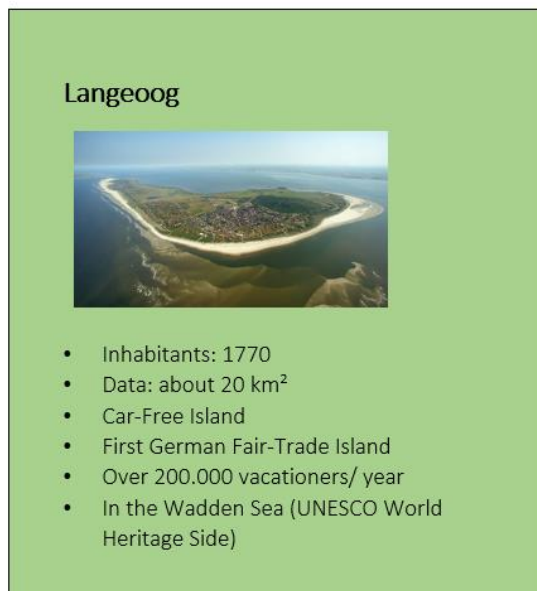 Langeoog
• Inhabitants: 1770
• Data: about 20 km²
• Car-Free Island
• First German Fair-Trade Island
• Over 200.000 vacationers/ year
• In the Wadden Sea (UNESCO World
Heritage Side)